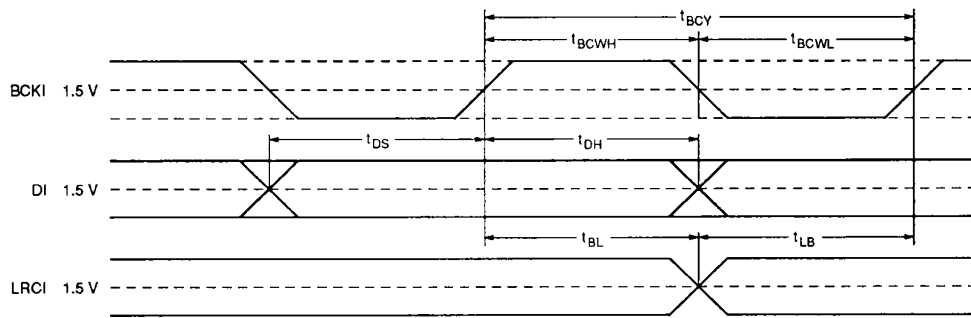 tBCY
tBCWH tBCWL
BCKI 1.5 V
tDS tDH
DI 1.5 V
tBL tLB
LRCI 1.5 V